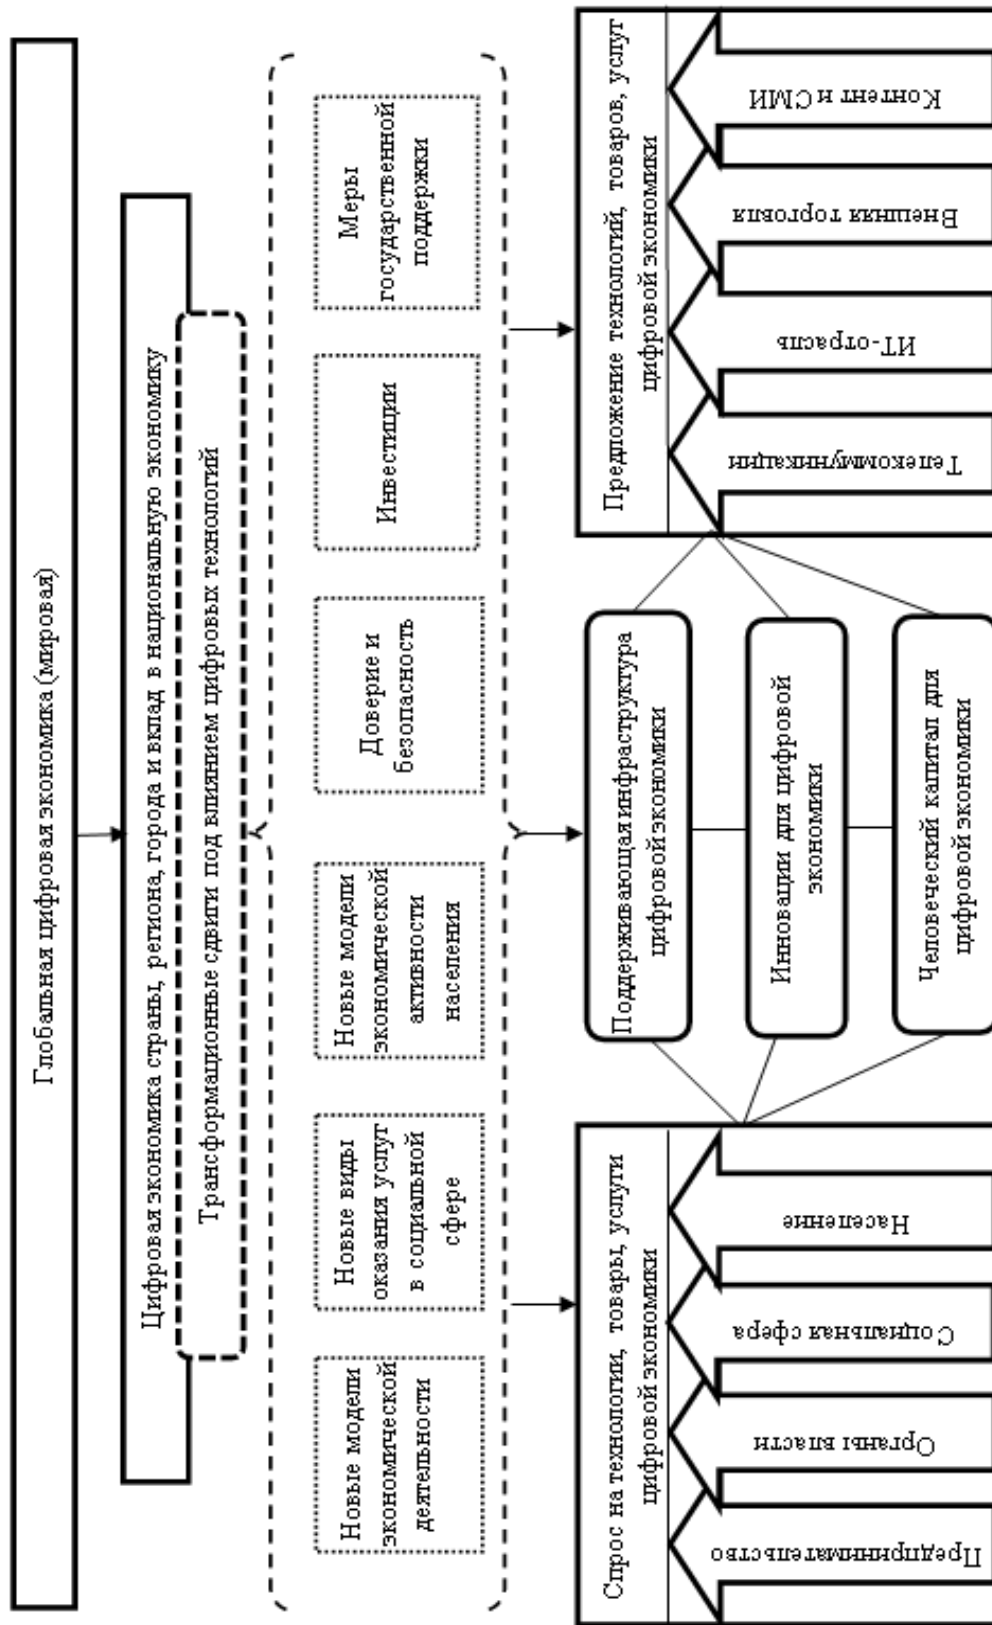 Глобальная цифровая экономика (мировая)
Цифровая экономика страны, региона, города и вклад в национальную экономику
Трансформационные сдвиги под влиянием цифровых технологий
Новые модели
экономической
деятельности
Новые виды
оказания услуг
в социальной
сфере
Новые модели
экономической
активности
населения
Доверие и
безопасность
Инвестиции
Меры
государственной
поддержки
Спрос на технологии, товары, услуги
цифровой экономики
Предпринимательство
Органы власти
Социальная сфера
Население
Поддерживающая инфраструктура
цифровой экономики
Инновации для цифровой
экономики
Человеческий капитал для
цифровой экономики
Предложение технологий, товаров, услуг
цифровой экономики
Телекоммуникации
ИТ-отрасль
Внешняя торговля
Контент и СМИ